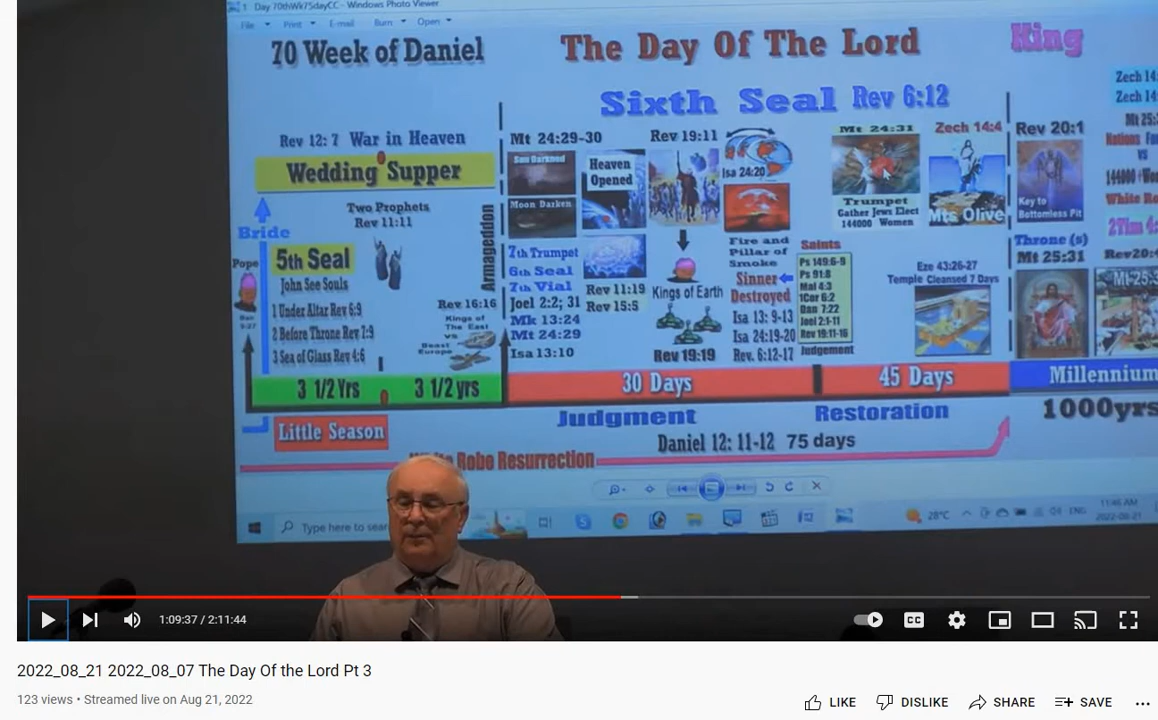 1 Day 70thWk75dayCC - Windows Photo Viewer
File Print E-mail Burn Open
70 Week of Daniel
The Day Of The Lord
King
Sixth Seal Rev 6:12
Zech 14:
Zech 14:
Rev 12: 7 War in Heaven
Wedding Supper
Two Prophets
Rev 11:11
Bride
Pope
5th Seal
John See Souls
1 Under Altar Rev 6:9
2 Before Throne Rev 7:9
3 Sea of Glass Rev 4:6
Armageddon
Rev 16:16
Kings of
The East
vs
Beast
Europe
3 1/2 Yrs
3 1/2 yrs
Little Season
Mt 24:29-30
Sun Darkned
Moon Darken
Heaven
Opened
7th Trumpet
6th Seal
7th Vial
Joel 2:2; 31
Mk 13:24
Mt 24:29
Isa 13:10
Rev 11:19
Rev 15:5
Rev 19:11
Kings of Earth
Rev 19:19
Isa 24:20
Fire and
Pillar of
Smoke
Sinner
Destroyed
Isa 13: 9-13
Isa 24:19-20
Rev. 6:12-17
Saints
Ps 149:6-9
Ps 91:8
Mal 4:3
1Cor 6:2
Dan 7:22
Joel 2:1-11
Rev 19:11-16
Judgement
Mt 24:31
Trumpet
Gather Jews Elect
144000 Women
Zech 14:4
Mts Olive
Eze 43:26-27
Temple Cleansed 7 Days
Rev 20:1
Key to
Bottomless Pit
Throne (s)
Mt 25:31
Mt 25:
VS
White
30 Days
45 Days
Millennium
Judgment
Restoration
1000yrs
Daniel 12: 11-12 75 days
Robe Resurrection
Type here to sear
28°C
ENG
11:46 AM
2022-08-21
1:09:37 / 2:11:44
CC
2022_08_21 2022_08_07 The Day Of the Lord Pt 3
123 views • Streamed live on Aug 21, 2022
LIKE DISLIKE SHARE SAVE